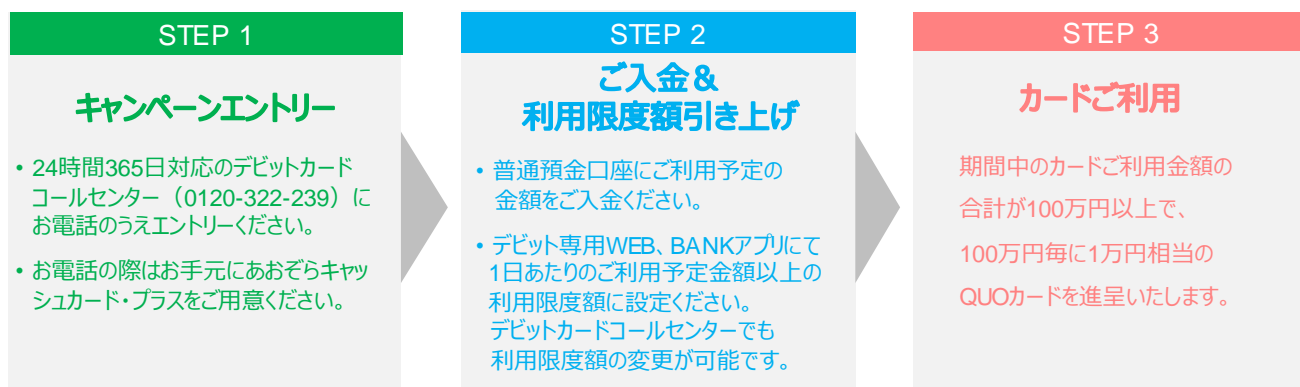 STEP 1
キャンペーンエントリー
• 24時間365日対応のデビットカード
コールセンター（0120-322-239）に
お電話のうえエントリーください。
• お電話の際はお手元にあおぞらキャッ
シュカード・プラスをご用意ください。
STEP 2
ご入金＆
利用限度額引き上げ
• 普通預金口座にご利用予定の
金額をご入金ください。
• デビット専用WEB、BANKアプリにて
1日あたりのご利用予定金額以上の
利用限度額に設定ください。
デビットカードコールセンターでも
利用限度額の変更が可能です。
STEP 3
カードご利用
期間中のカードご利用金額の
合計が100万円以上で、
100万円毎に1万円相当の
QUOカードを進呈いたします。